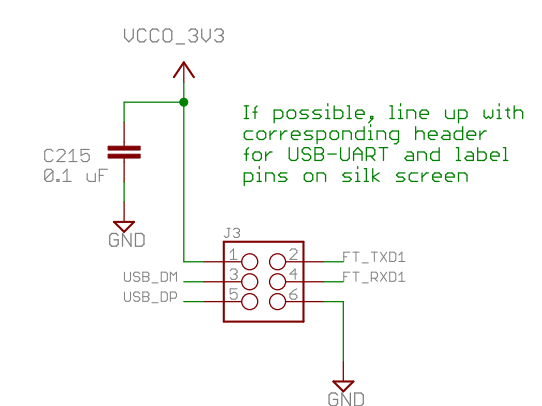 VCCO_3V3
If possible, line up with
corresponding header
for USB-UART and label
pins on silk screen
C215
0.1 uF
GND
J3
1 2 FT_TXD1
USB_DM 3 4 FT_RXD1
USB_DP 5 6
GND